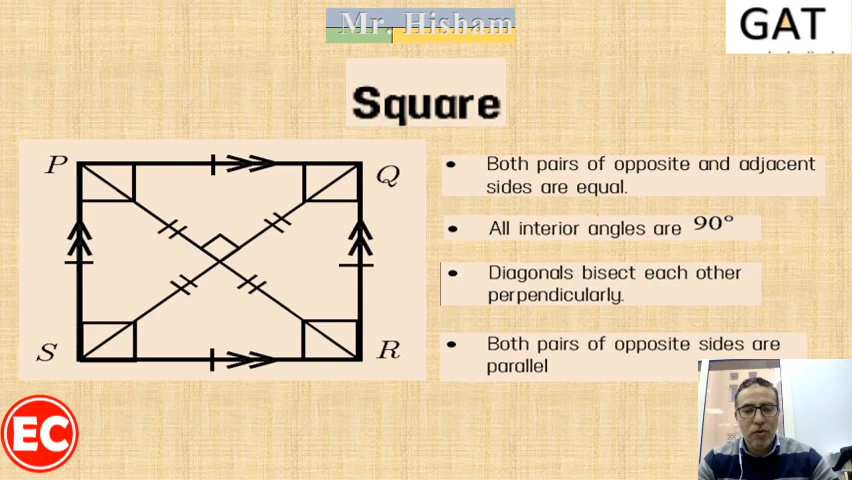 Mr. Hisham
GAT
Square
P
Q
S
R
• Both pairs of opposite and adjacent
sides are equal.
• All interior angles are 90°
• Diagonals bisect each other
perpendicularly.
• Both pairs of opposite sides are
parallel
EC